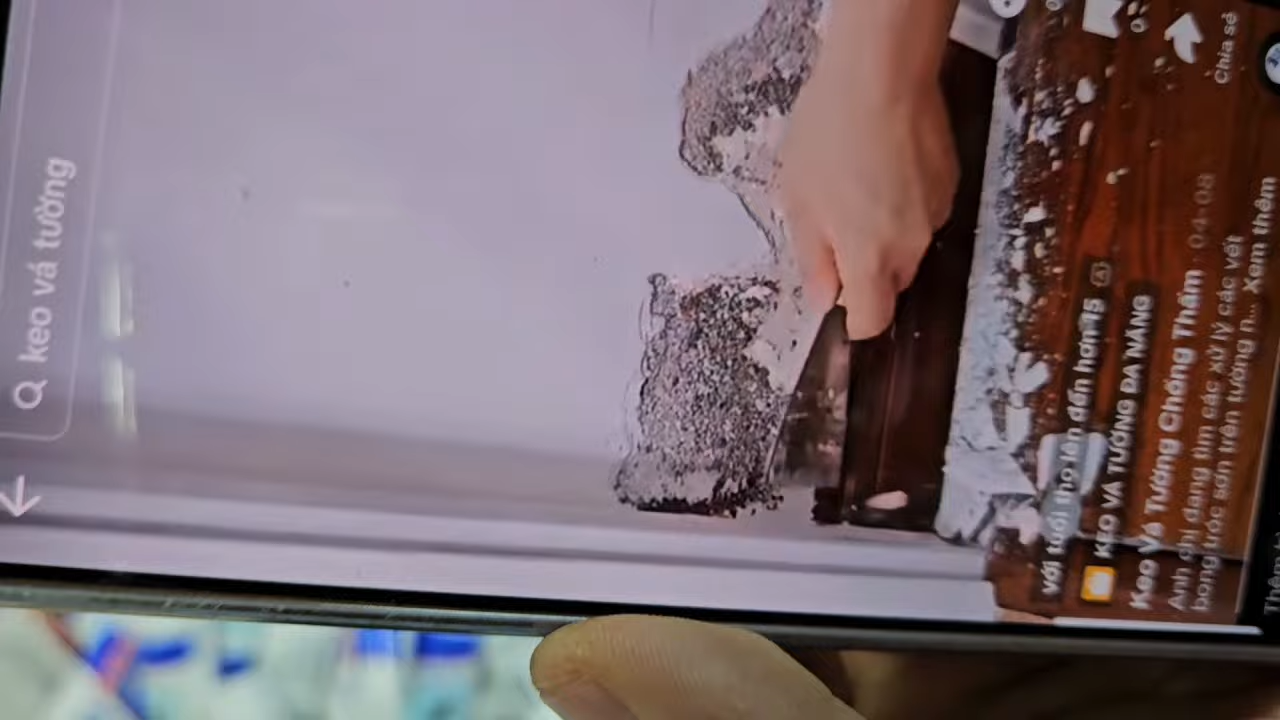 keo vá tường
Chia sẻ
với tuổi thọ lên đến hơn 15
KEO VÁ TƯỜNG ĐA NĂNG
Keo Vá Tường Chống Thấm · 04-08
Anh chị đang tìm các xử lý các vết
bong tróc sơn trên tường n... Xem thêm